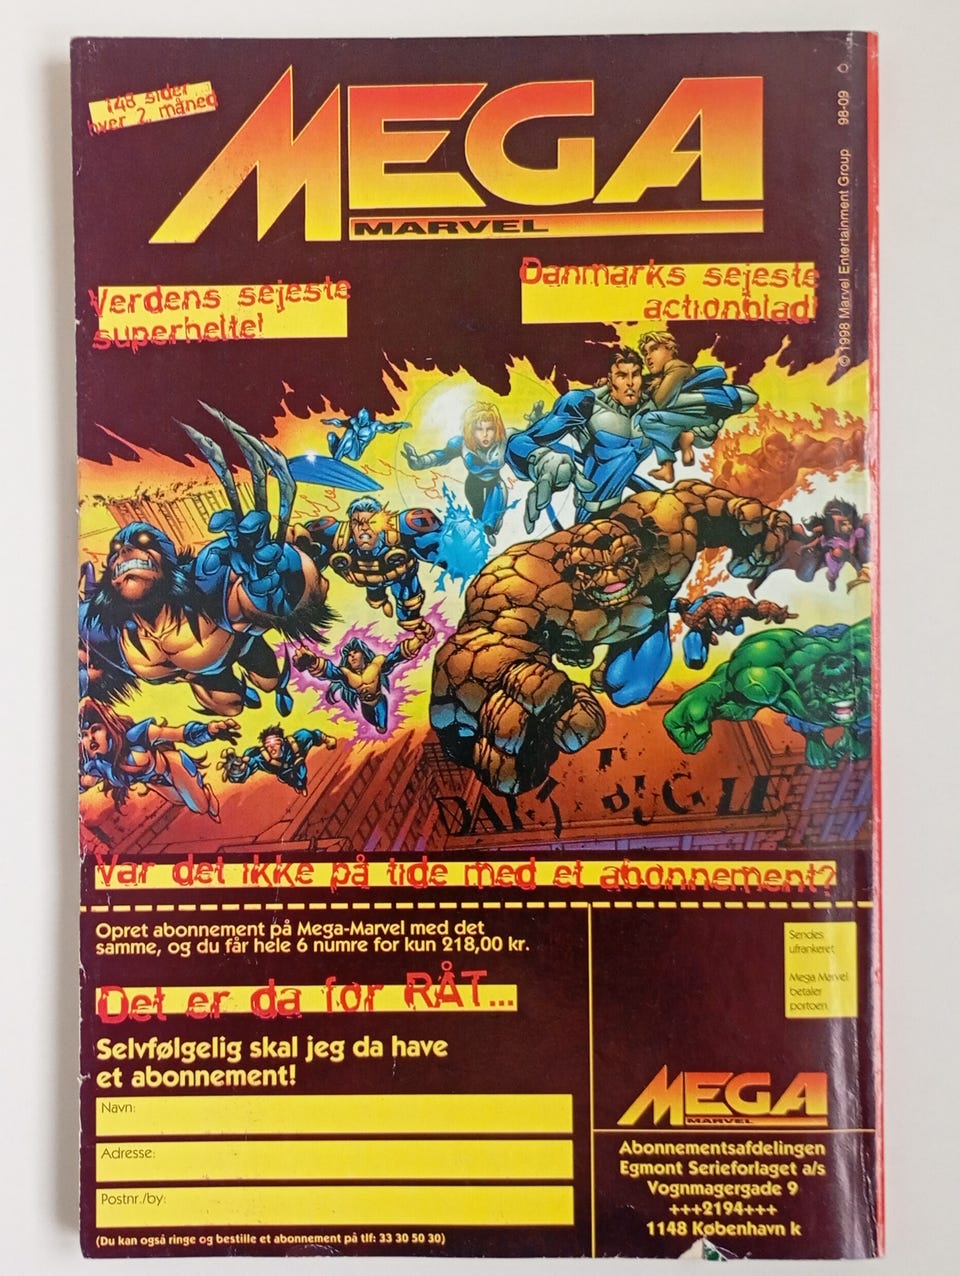 148 sider
hver 2. måned
MEGA
MARVEL
Verdens sejeste
superhelte!
Danmarks sejeste
actionblad!
© 1998 Marvel Entertainment Group 98-09
DAILY BUGLE
Var det ikke på tide med et abonnement?
Opret abonnement på Mega-Marvel med det
samme, og du får hele 6 numre for kun 218,00 kr.
Det er da for RÅT...
Selvfølgelig skal jeg da have
et abonnement!
Navn:
Adresse:
Postnr./by:
(Du kan også ringe og bestille et abonnement på tlf: 33 30 50 30)
Sendes
ufrankeret
Mega Marvel
betaler
portoen
MEGA
MARVEL
Abonnementsafdelingen
Egmont Serieforlaget a/s
Vognmagergade 9
+++2194+++
1148 København k